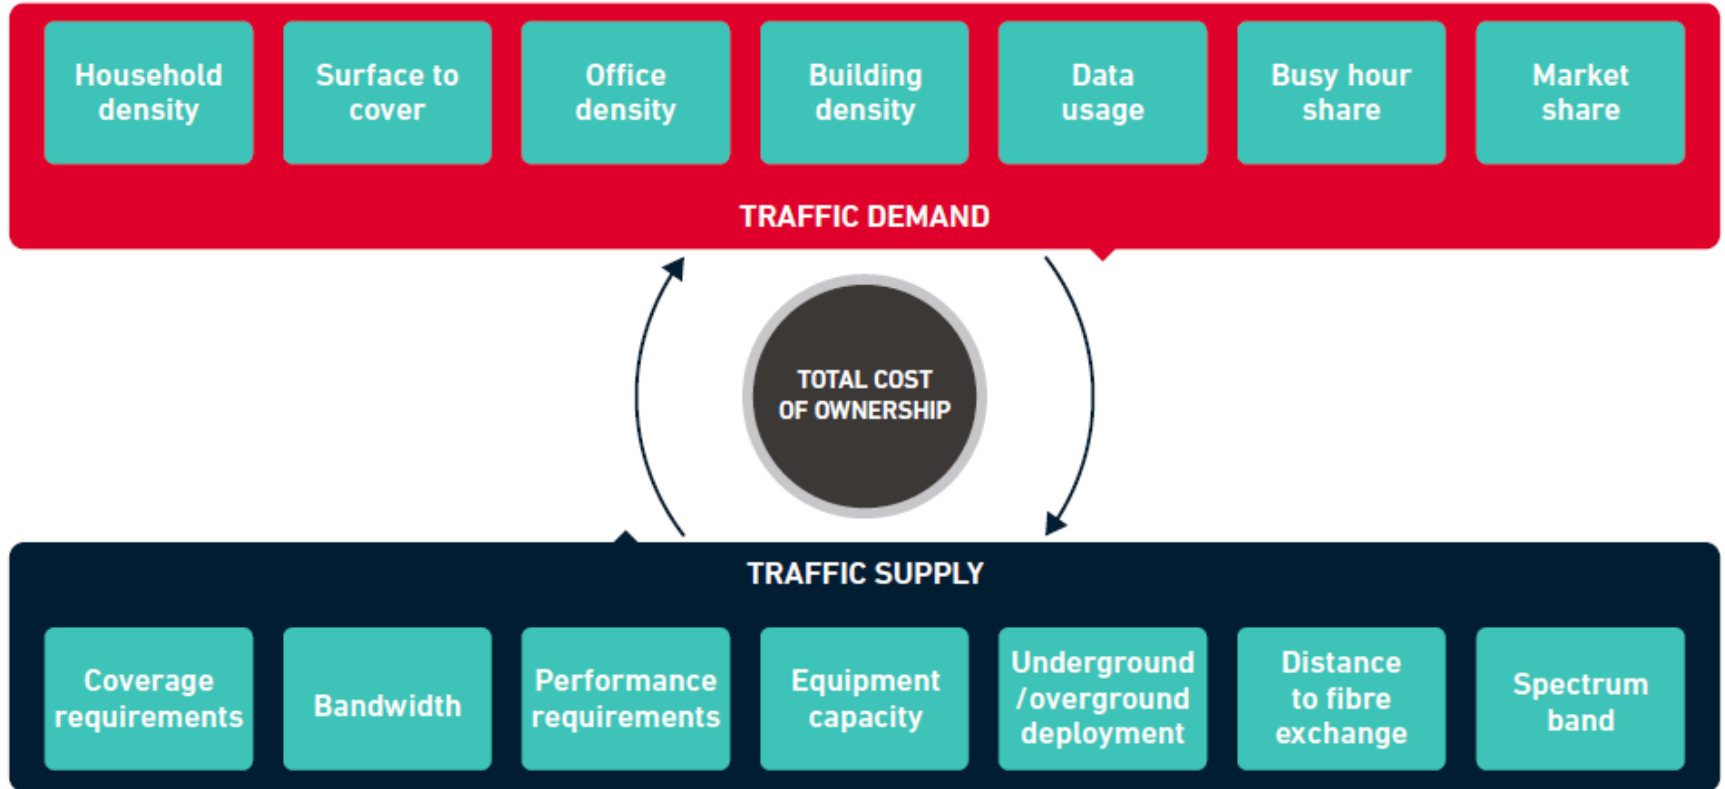 Household
density
Surface to
cover
Office
density
Building
density
Data
usage
Busy hour
share
Market
share
TRAFFIC DEMAND
TOTAL COST
OF OWNERSHIP
TRAFFIC SUPPLY
Coverage
requirements
Bandwidth
Performance
requirements
Equipment
capacity
Underground
/overground
deployment
Distance
to fibre
exchange
Spectrum
band